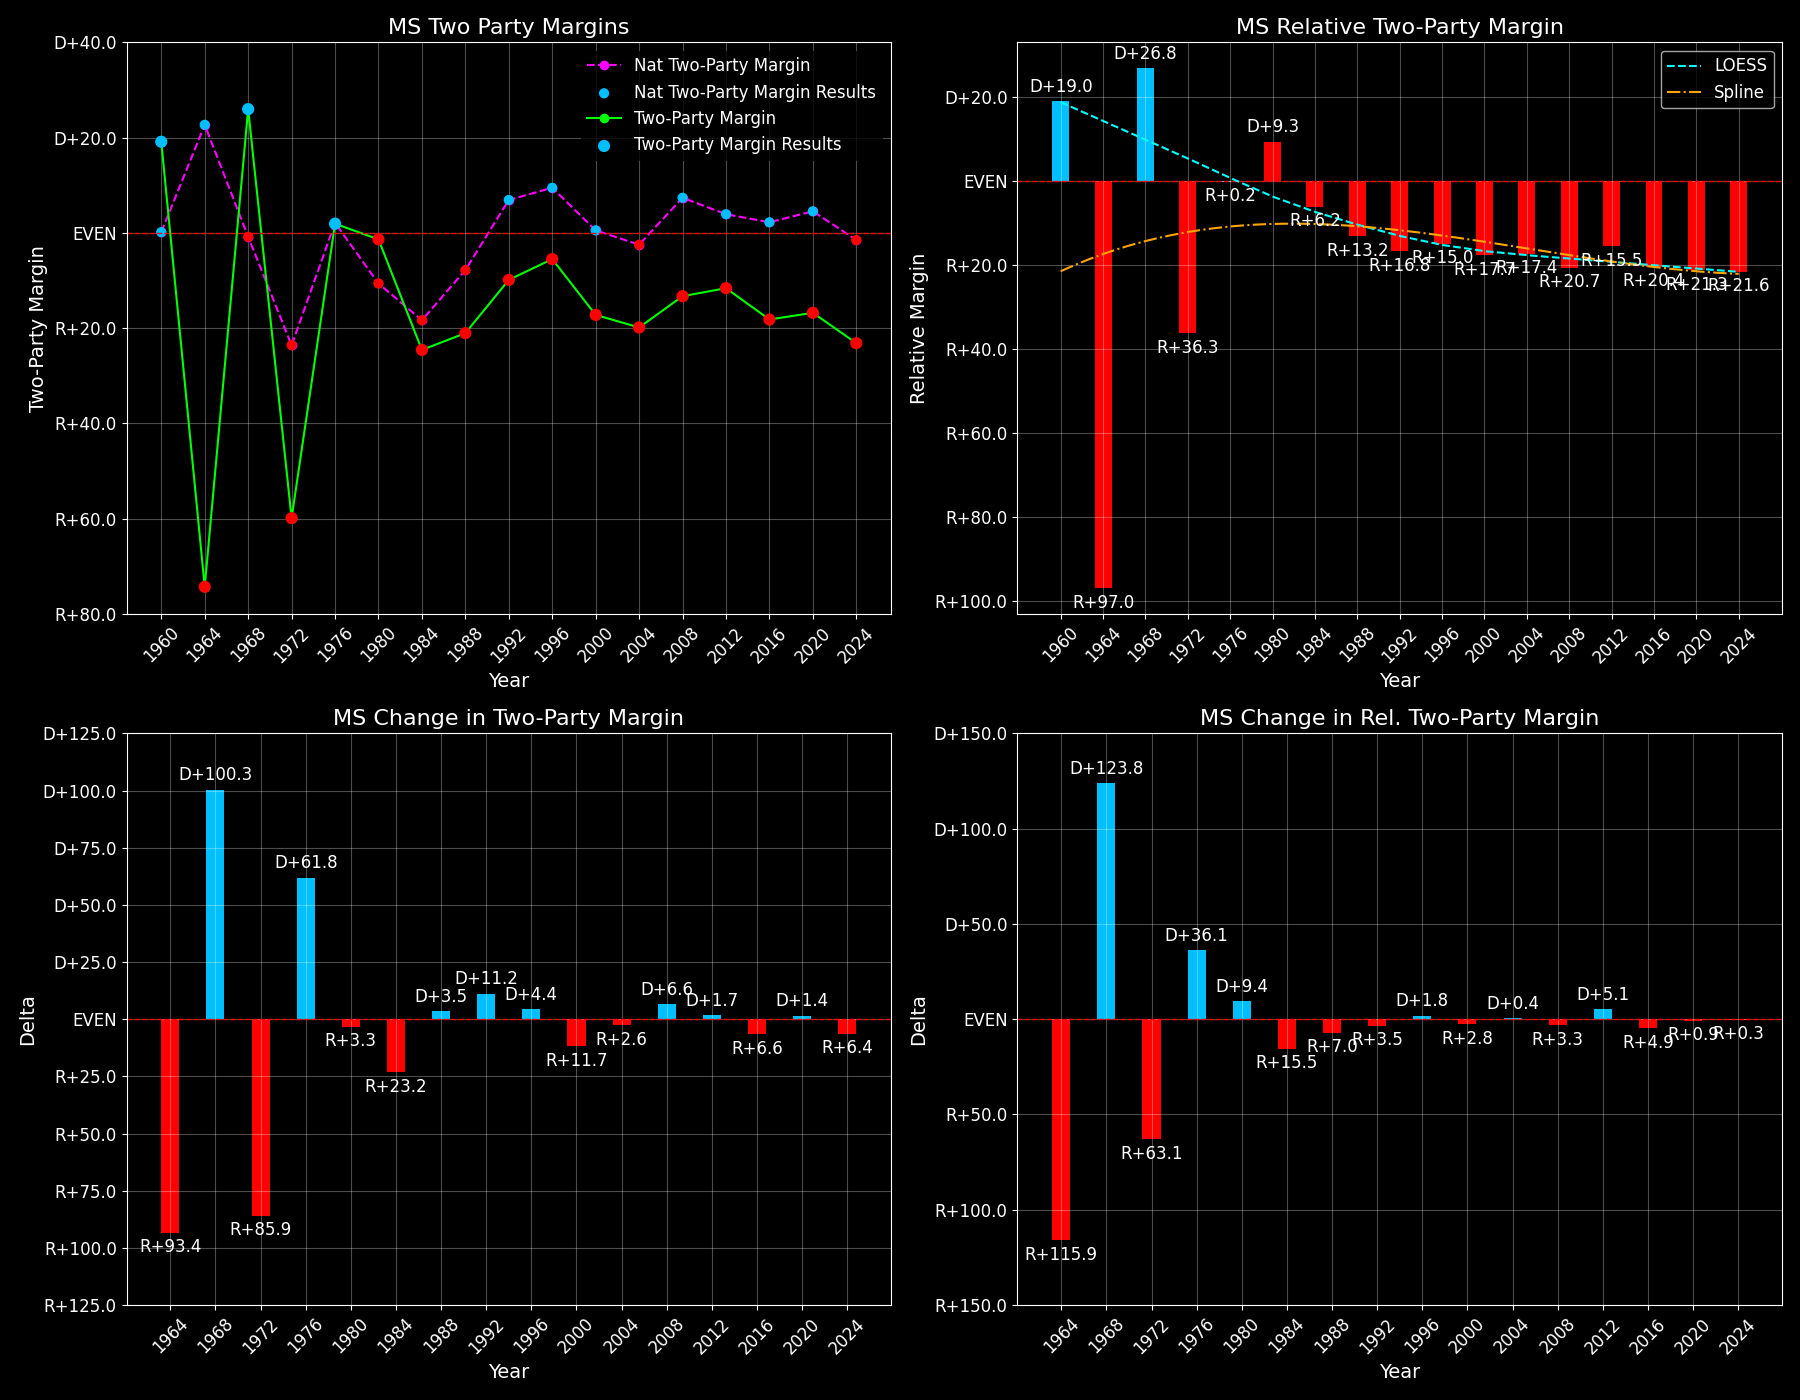 MS Two Party Margins
D+40.0
D+20.0
EVEN
R+20.0
R+40.0
R+60.0
R+80.0
Two-Party Margin
Nat Two-Party Margin
Nat Two-Party Margin Results
Two-Party Margin
Two-Party Margin Results
1960 1964 1968 1972 1976 1980 1984 1988 1992 1996 2000 2004 2008 2012 2016 2020 2024
Year
MS Relative Two-Party Margin
D+20.0
EVEN
R+20.0
R+40.0
R+60.0
R+80.0
R+100.0
Relative Margin
LOESS
Spline
D+19.0
R+97.0
D+26.8
R+36.3
R+0.2
D+9.3
R+6.2
R+13.2
R+16.8
R+15.0
R+17.7
R+17.4
R+20.7
R+15.5
R+20.4
R+21.3
R+21.6
1960 1964 1968 1972 1976 1980 1984 1988 1992 1996 2000 2004 2008 2012 2016 2020 2024
Year
MS Change in Two-Party Margin
D+125.0
D+100.0
D+75.0
D+50.0
D+25.0
EVEN
R+25.0
R+50.0
R+75.0
R+100.0
R+125.0
Delta
R+93.4
D+100.3
R+85.9
D+61.8
R+3.3
R+23.2
D+3.5
D+11.2
D+4.4
R+11.7
R+2.6
D+6.6
D+1.7
R+6.6
D+1.4
R+6.4
1964 1968 1972 1976 1980 1984 1988 1992 1996 2000 2004 2008 2012 2016 2020 2024
Year
MS Change in Rel. Two-Party Margin
D+150.0
D+100.0
D+50.0
EVEN
R+50.0
R+100.0
R+150.0
Delta
R+115.9
D+123.8
R+63.1
D+36.1
D+9.4
R+15.5
R+7.0
R+3.5
D+1.8
R+2.8
D+0.4
R+3.3
D+5.1
R+4.9
R+0.9
R+0.3
1964 1968 1972 1976 1980 1984 1988 1992 1996 2000 2004 2008 2012 2016 2020 2024
Year